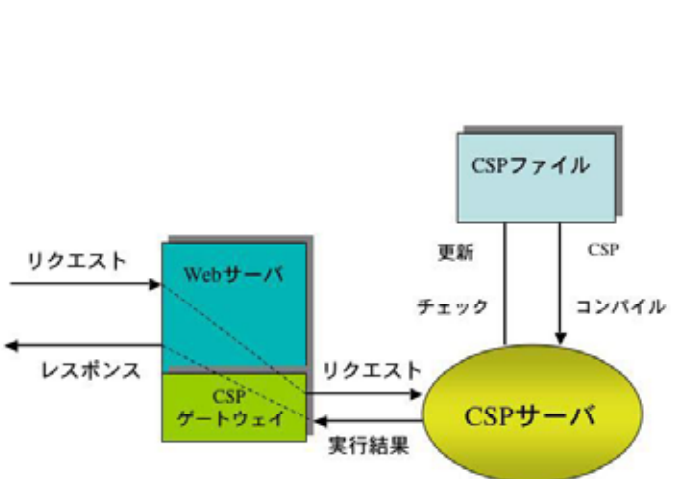 CSPファイル
更新
チェック
CSP
コンパイル
リクエスト
Webサーバ
レスポンス
CSP
ゲートウェイ
リクエスト
実行結果
CSPサーバ